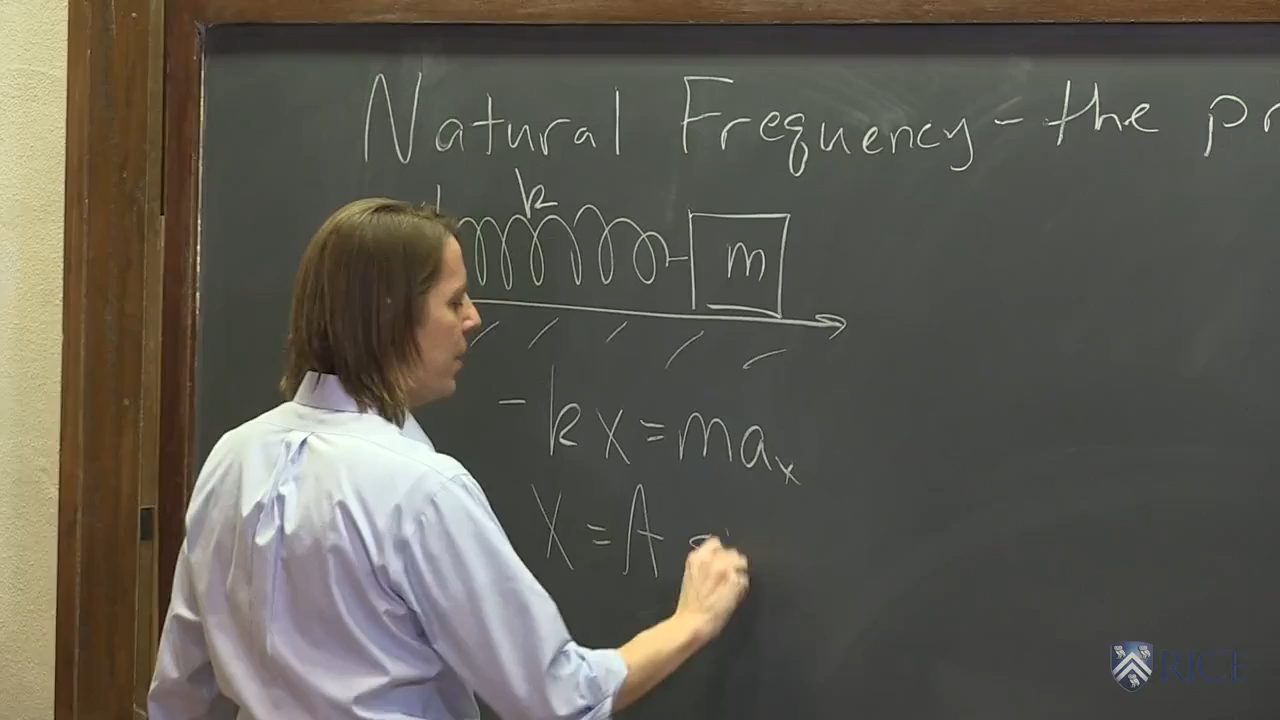 Natural Frequency - the pr
k
m
- kx = max
x = A
RICE